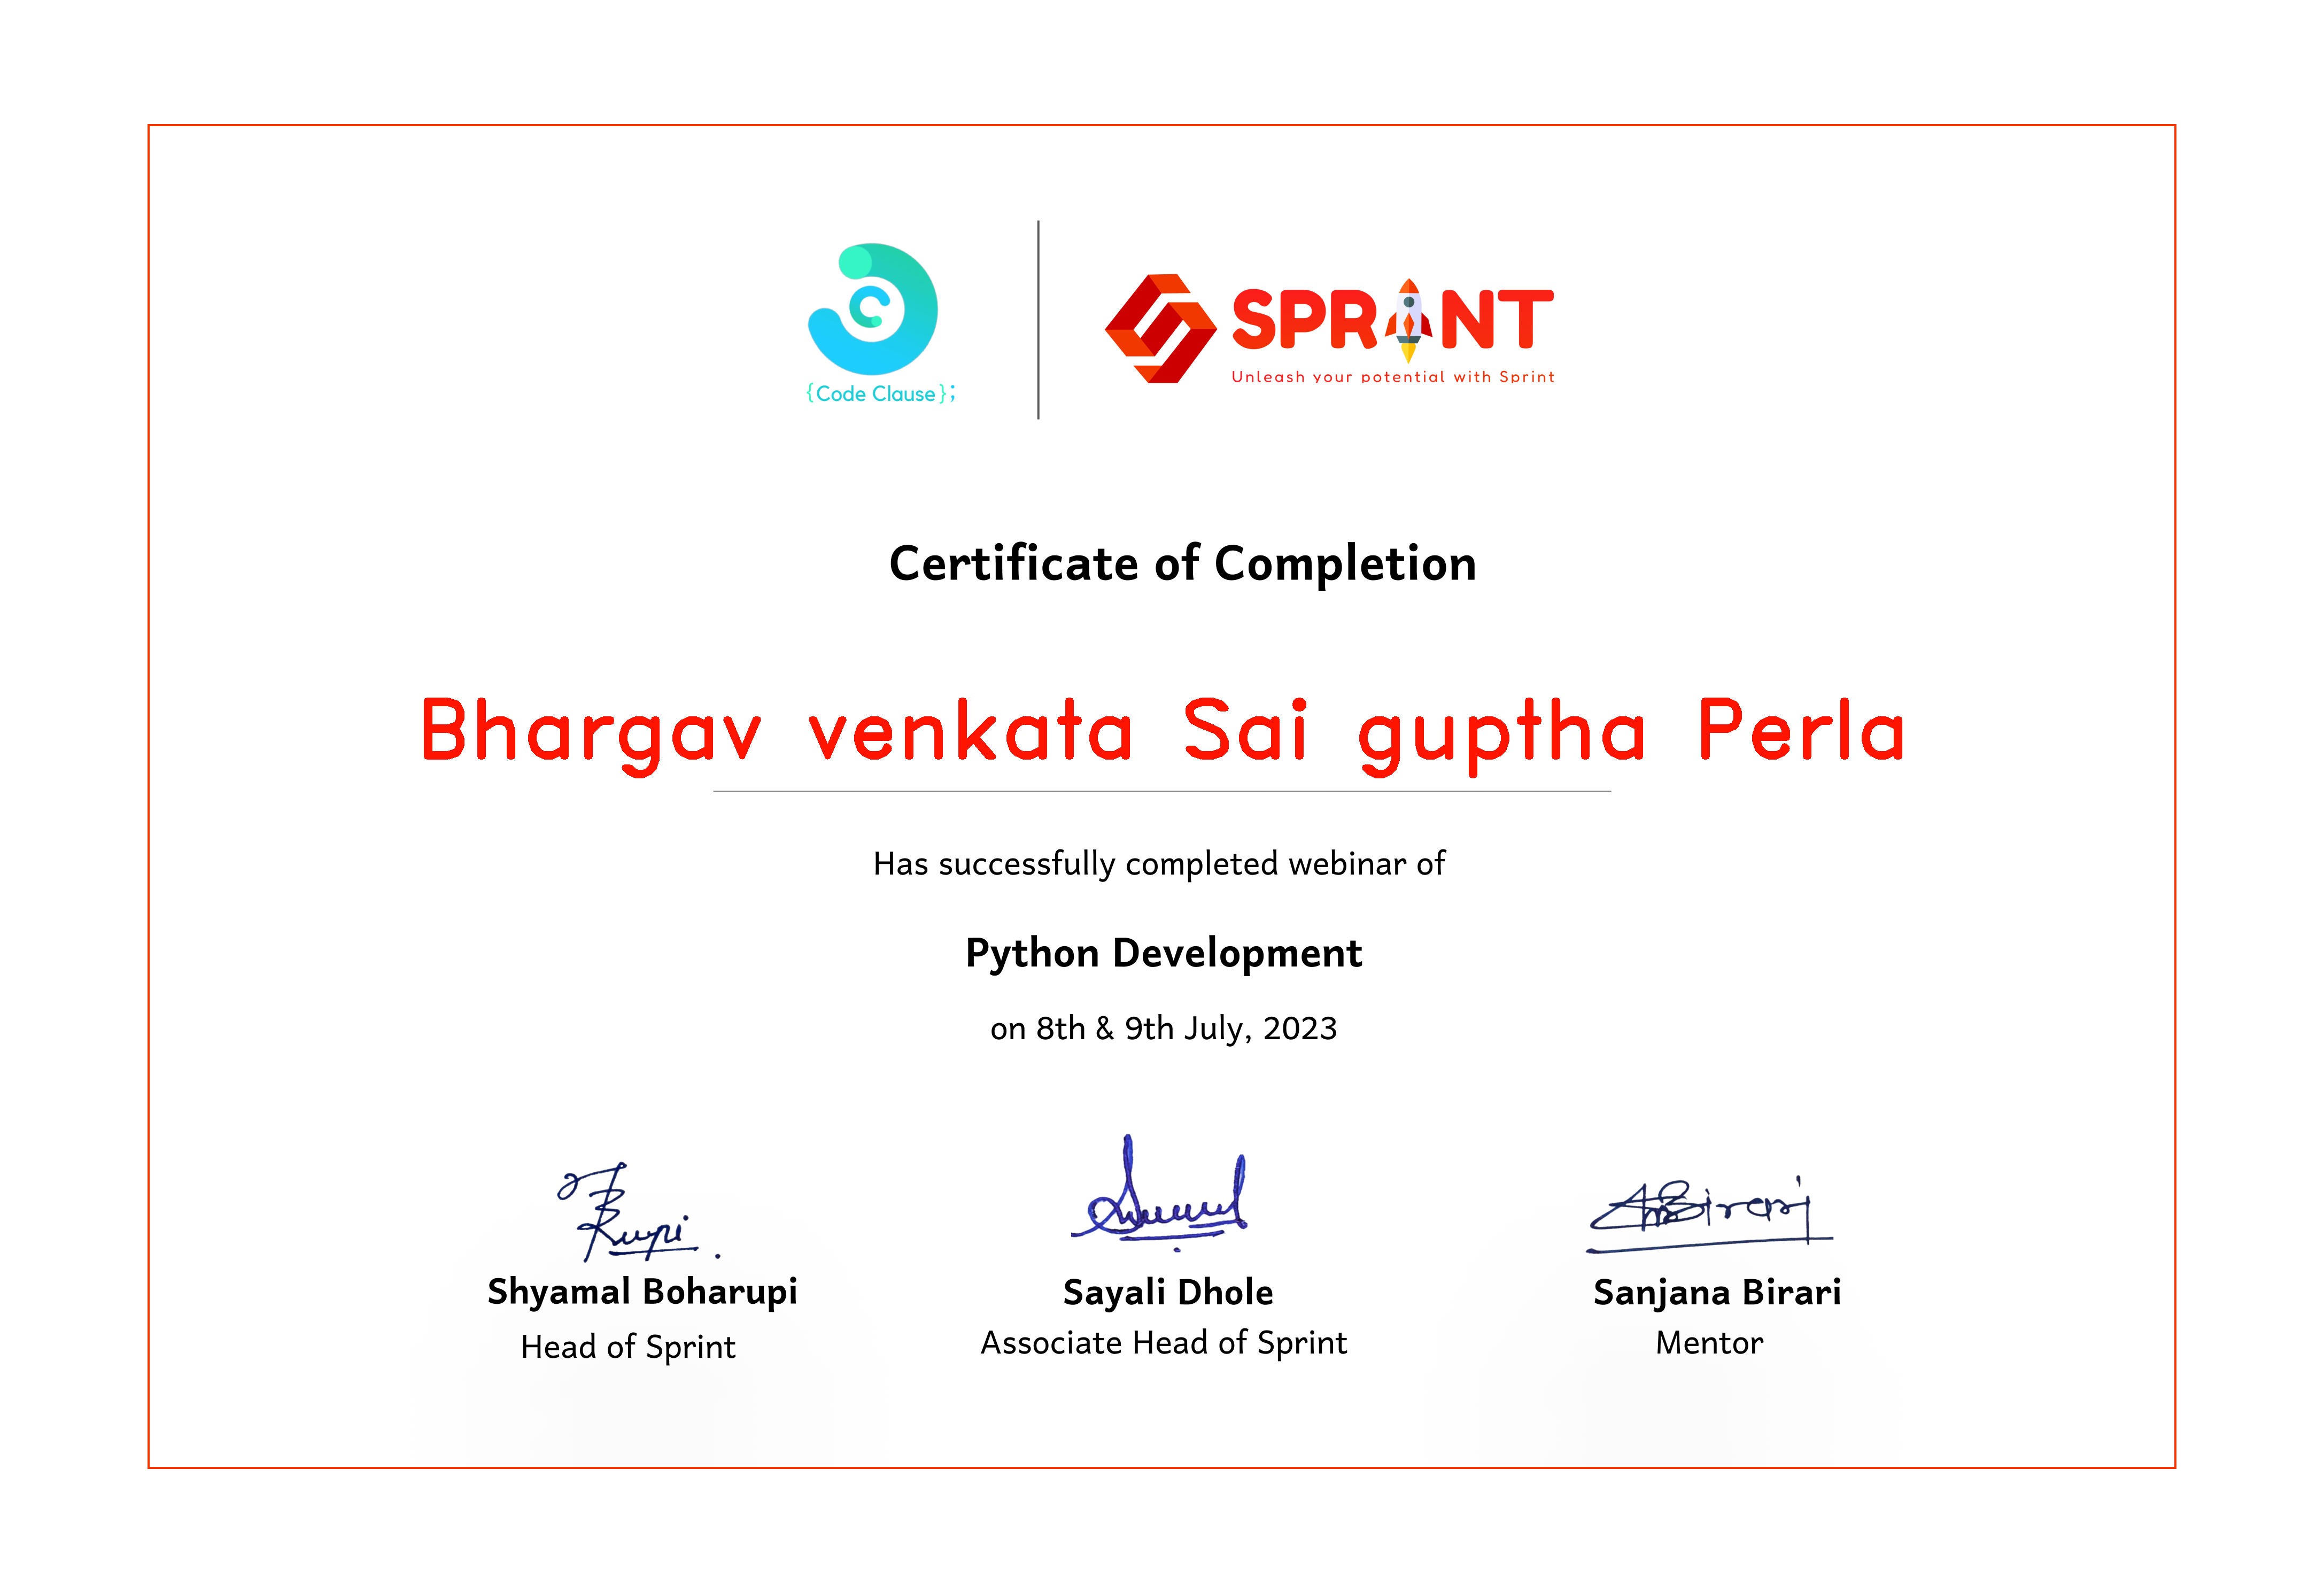 {Code Clause};
SPRINT
Unleash your potential with Sprint
Certificate of Completion
Bhargav venkata Sai guptha Perla
Has successfully completed webinar of
Python Development
on 8th & 9th July, 2023
Shyamal Boharupi
Head of Sprint
Sayali Dhole
Associate Head of Sprint
Birari
Sanjana Birari
Mentor